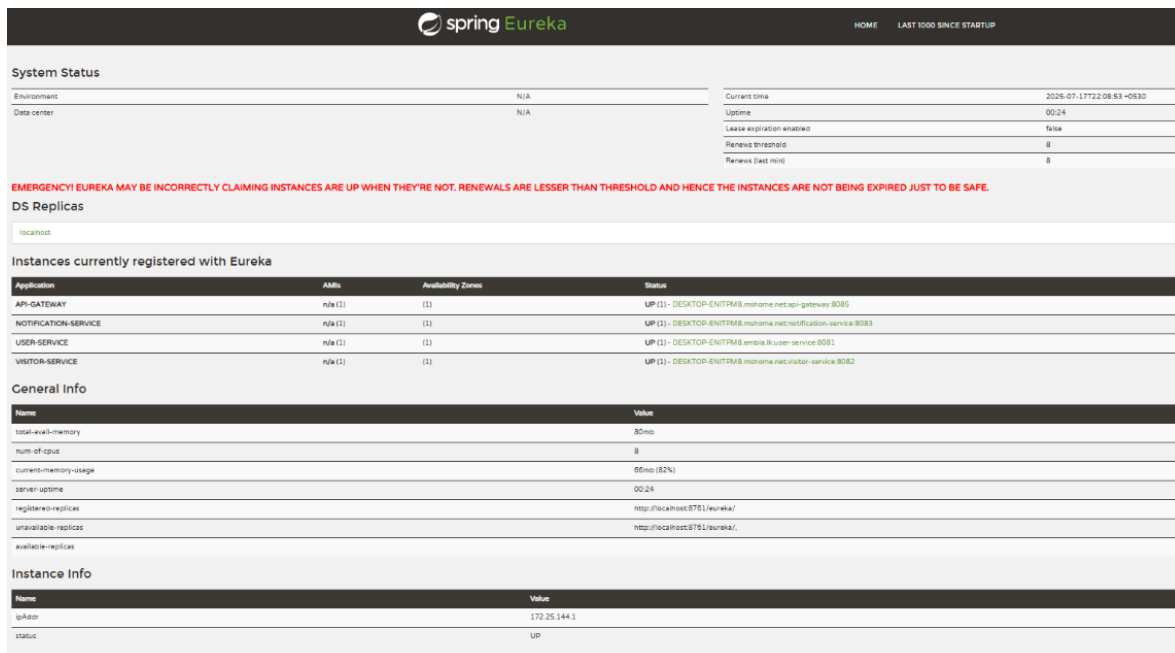 spring Eureka
HOME LAST 1000 SINCE STARTUP
System Status
Environment N/A
Data center N/A
Current time 2025-07-17T22:08:53 +0530
Uptime 00:24
Lease expiration enabled false
Renews threshold 8
Renews (last min) 8
EMERGENCY! EUREKA MAY BE INCORRECTLY CLAIMING INSTANCES ARE UP WHEN THEY'RE NOT. RENEWALS ARE LESSER THAN THRESHOLD AND HENCE THE INSTANCES ARE NOT BEING EXPIRED JUST TO BE SAFE.
DS Replicas
localhost
Instances currently registered with Eureka
Application AMIs Availability Zones Status
API-GATEWAY n/a (1) (1) UP (1) - DESKTOP-ENITPM8.mshome.net:api-gateway:8085
NOTIFICATION-SERVICE n/a (1) (1) UP (1) - DESKTOP-ENITPM8.mshome.net:notification-service:8083
USER-SERVICE n/a (1) (1) UP (1) - DESKTOP-ENITPM8.embla.lk:user-service:8081
VISITOR-SERVICE n/a (1) (1) UP (1) - DESKTOP-ENITPM8.mshome.net:visitor-service:8082
General Info
Name Value
total-avail-memory 80mb
num-of-cpus 8
current-memory-usage 66mb (82%)
server-uptime 00:24
registered-replicas http://localhost:8761/eureka/
unavailable-replicas http://localhost:8761/eureka/,
available-replicas
Instance Info
Name Value
ipAddr 172.25.144.1
status UP